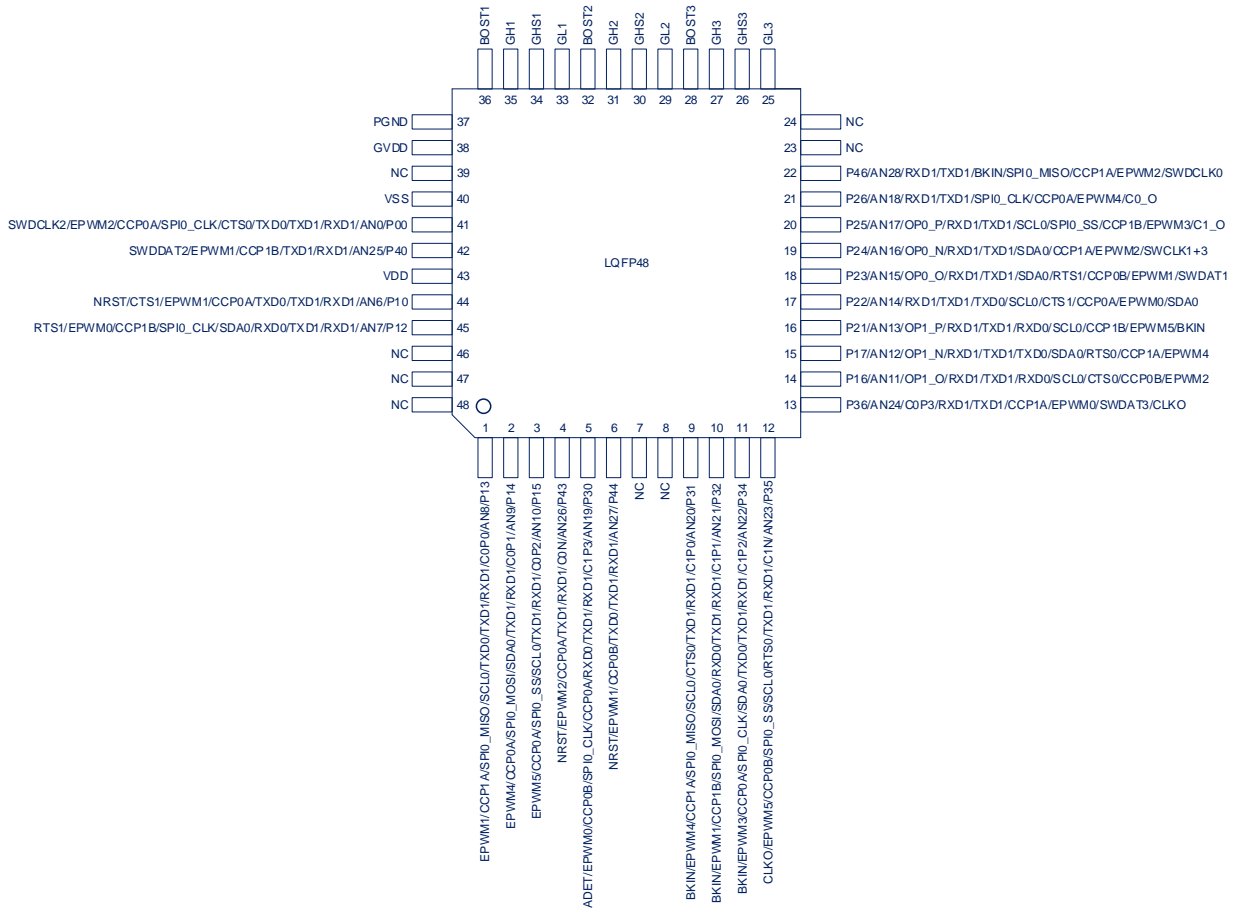 BOST1
GH1
GHS1
GL1
BOST2
GH2
GHS2
GL2
BOST3
GH3
GHS3
GL3
36 35 34 33 32 31 30 29 28 27 26 25
PGND 37
GVDD 38
NC 39
VSS 40
SWDCLK2/EPWM2/CCP0A/SPI0_CLK/CTS0/TXD0/TXD1/RXD1/AN0/P00 41
SWDDAT2/EPWM1/CCP1B/TXD1/RXD1/AN25/P40 42
VDD 43
NRST/CTS1/EPWM1/CCP0A/TXD0/TXD1/RXD1/AN6/P10 44
RTS1/EPWM0/CCP1B/SPI0_CLK/SDA0/RXD0/TXD1/RXD1/AN7/P12 45
NC 46
NC 47
NC 48
LQFP48
24 NC
23 NC
22 P46/AN28/RXD1/TXD1/BKIN/SPI0_MISO/CCP1A/EPWM2/SWDCLK0
21 P26/AN18/RXD1/TXD1/SPI0_CLK/CCP0A/EPWM4/C0_O
20 P25/AN17/OP0_P/RXD1/TXD1/SCL0/SPI0_SS/CCP1B/EPWM3/C1_O
19 P24/AN16/OP0_N/RXD1/TXD1/SDA0/CCP1A/EPWM2/SWCLK1+3
18 P23/AN15/OP0_O/RXD1/TXD1/SDA0/RTS1/CCP0B/EPWM1/SWDAT1
17 P22/AN14/RXD1/TXD1/TXD0/SCL0/CTS1/CCP0A/EPWM0/SDA0
16 P21/AN13/OP1_P/RXD1/TXD1/RXD0/SCL0/CCP1B/EPWM5/BKIN
15 P17/AN12/OP1_N/RXD1/TXD1/TXD0/SDA0/RTS0/CCP1A/EPWM4
14 P16/AN11/OP1_O/RXD1/TXD1/RXD0/SCL0/CTS0/CCP0B/EPWM2
13 P36/AN24/C0P3/RXD1/TXD1/CCP1A/EPWM0/SWDAT3/CLKO
1 2 3 4 5 6 7 8 9 10 11 12
EPWM1/CCP1A/SPI0_MISO/SCL0/TXD0/TXD1/RXD1/C0P0/AN8/P13
EPWM4/CCP0A/SPI0_MOSI/SDA0/TXD1/RXD1/C0P1/AN9/P14
EPWM5/CCP0A/SPI0_SS/SCL0/TXD1/RXD1/C0P2/AN10/P15
NRST/EPWM2/CCP0A/TXD1/RXD1/C0N/AN26/P43
ADET/EPWM0/CCP0B/SPI0_CLK/CCP0A/RXD0/TXD1/RXD1/C1P3/AN19/P30
NRST/EPWM1/CCP0B/TXD0/TXD1/RXD1/AN27/P44
NC
NC
BKIN/EPWM4/CCP1A/SPI0_MISO/SCL0/CTS0/TXD1/RXD1/C1P0/AN20/P31
BKIN/EPWM1/CCP1B/SPI0_MOSI/SDA0/RXD0/TXD1/RXD1/C1P1/AN21/P32
BKIN/EPWM3/CCP0A/SPI0_CLK/SDA0/TXD0/TXD1/RXD1/C1P2/AN22/P34
CLKO/EPWM5/CCP0B/SPI0_SS/SCL0/RTS0/TXD1/RXD1/C1N/AN23/P35